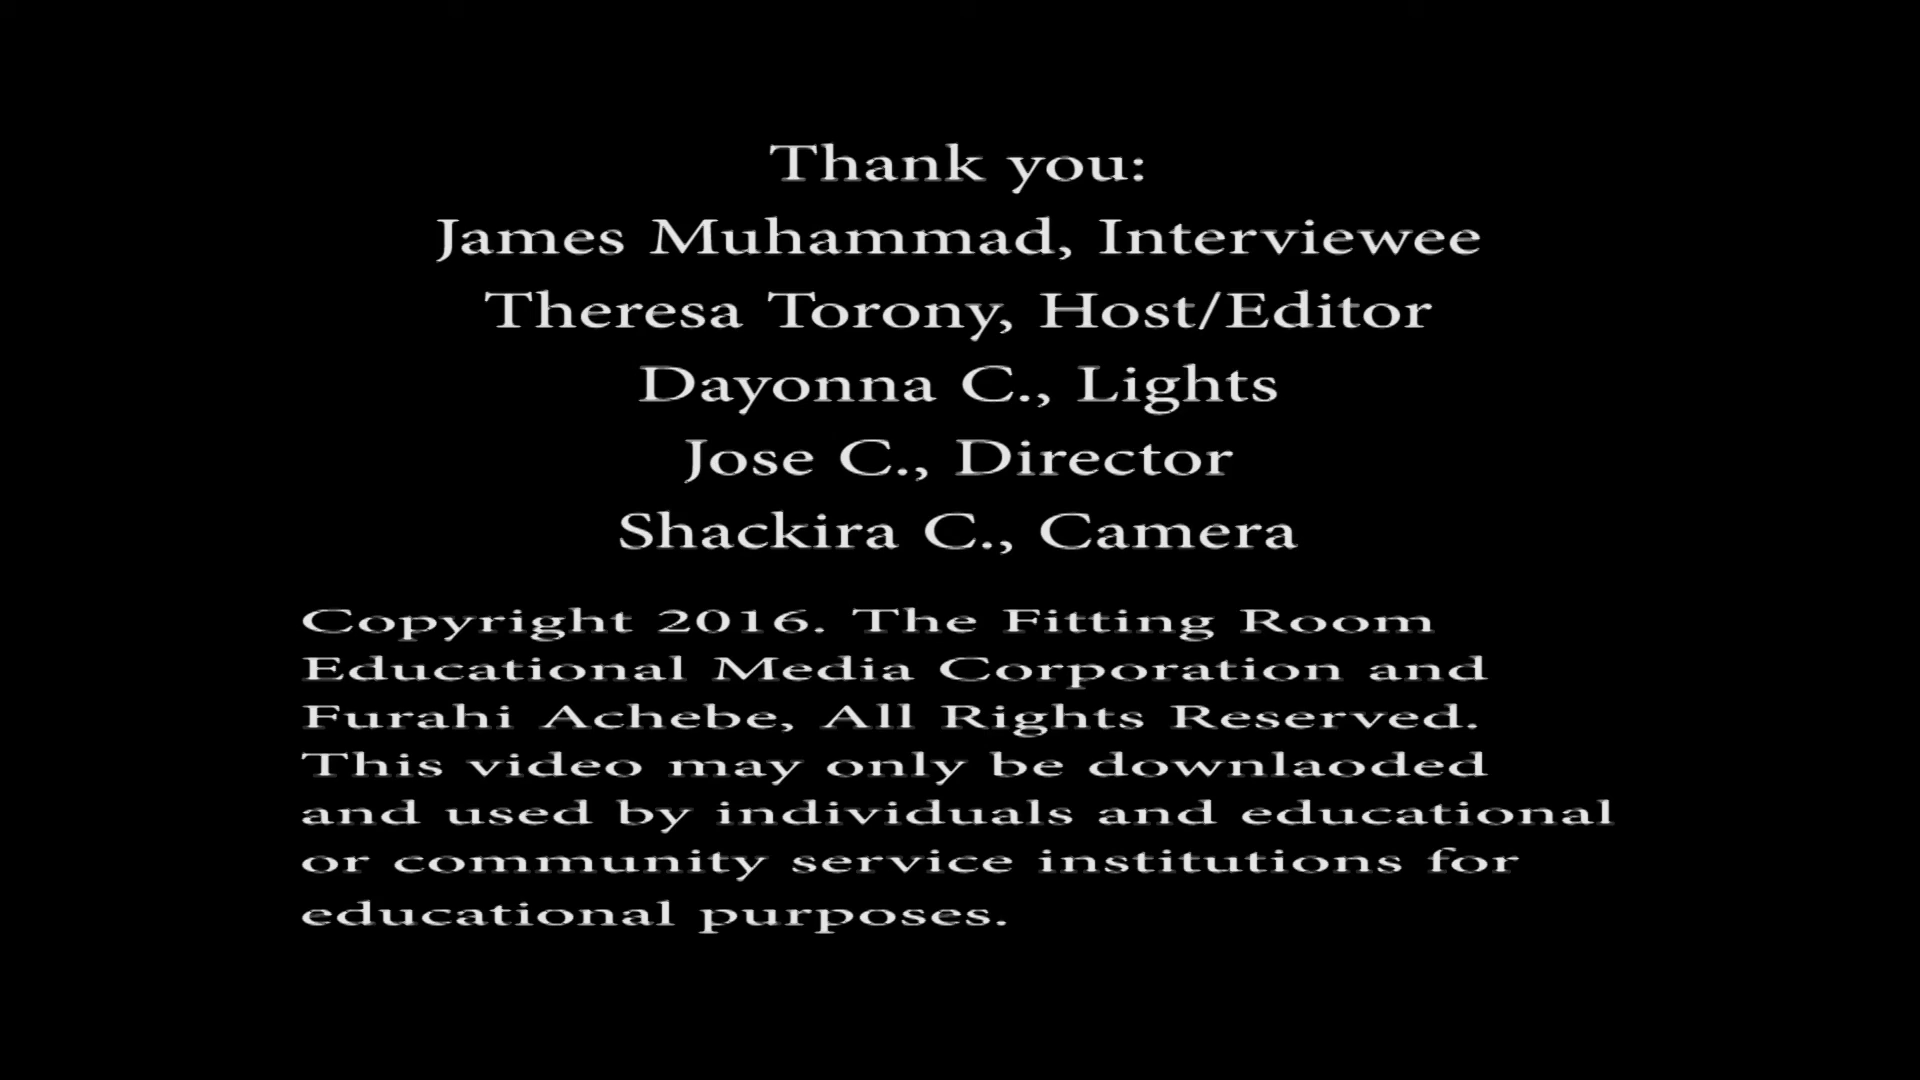 Thank you:
James Muhammad, Interviewee
Theresa Torony, Host/Editor
Dayonna C., Lights
Jose C., Director
Shackira C., Camera
Copyright 2016. The Fitting Room
Educational Media Corporation and
Furahi Achebe, All Rights Reserved.
This video may only be downlaoded
and used by individuals and educational
or community service institutions for
educational purposes.